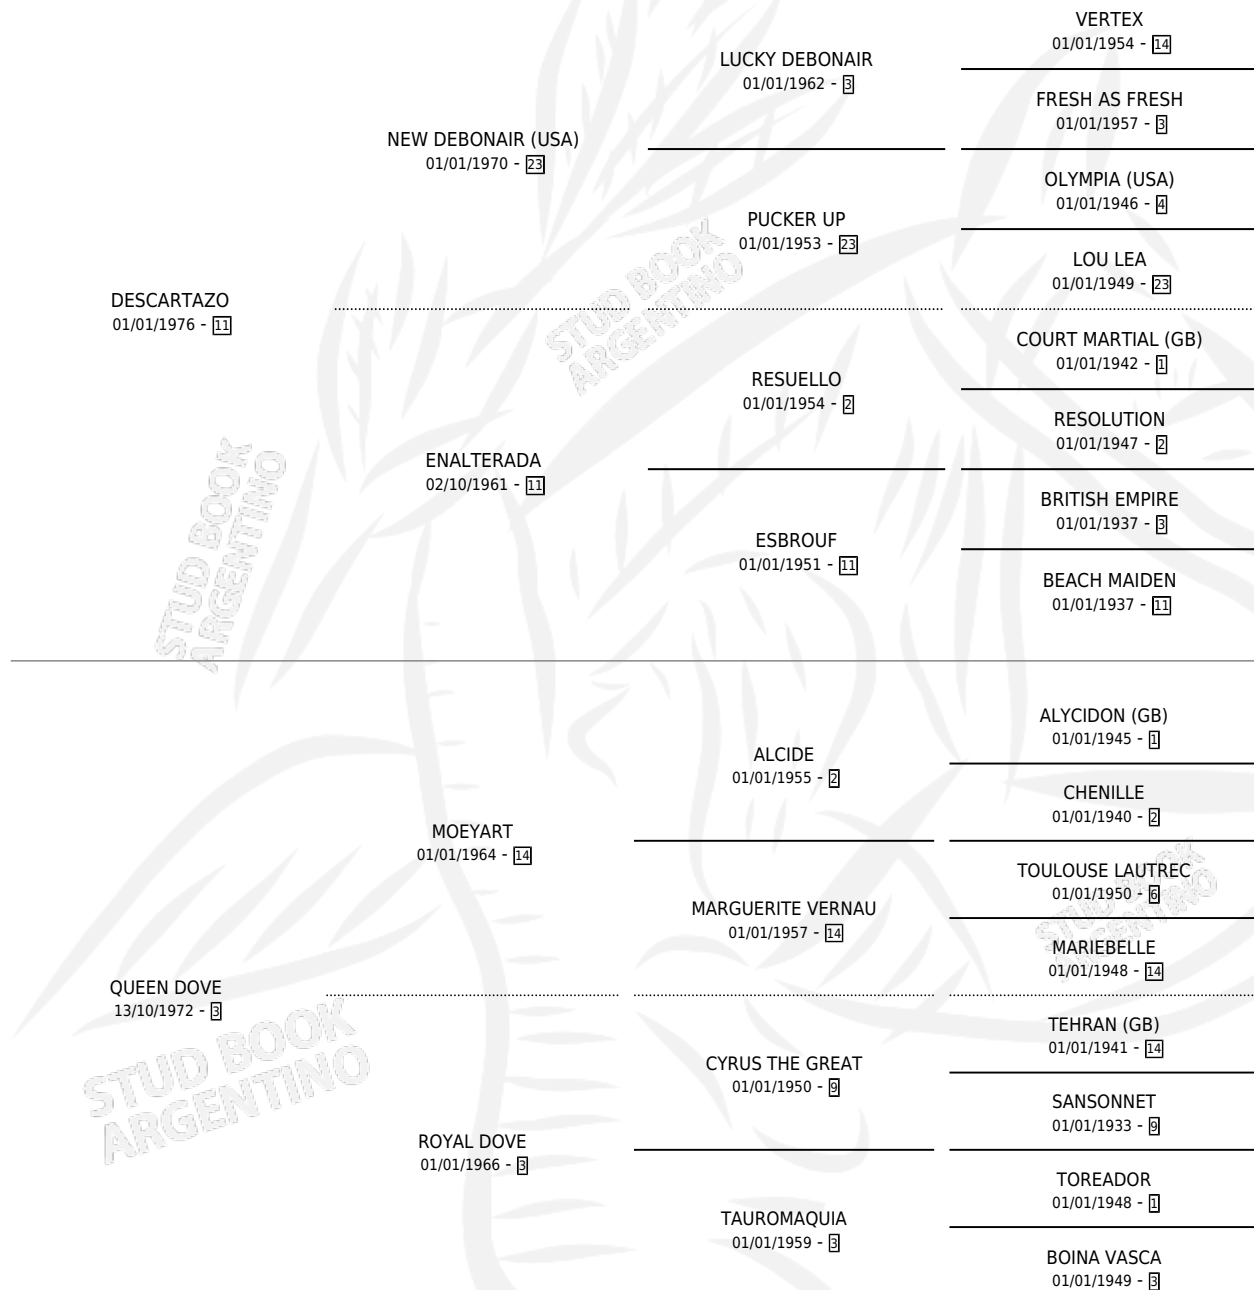 VERTEX
01/01/1954 - 14
LUCKY DEBONAIR
01/01/1962 - 3
FRESH AS FRESH
01/01/1957 - 3
NEW DEBONAIR (USA)
01/01/1970 - 23
OLYMPIA (USA)
01/01/1946 - 4
PUCKER UP
01/01/1953 - 23
LOU LEA
01/01/1949 - 23
DESCARTAZO
01/01/1976 - 11
COURT MARTIAL (GB)
01/01/1942 - 1
RESUELLO
01/01/1954 - 2
RESOLUTION
01/01/1947 - 2
ENALTERADA
02/10/1961 - 11
BRITISH EMPIRE
01/01/1937 - 3
ESBROUF
01/01/1951 - 11
BEACH MAIDEN
01/01/1937 - 11
ALYCIDON (GB)
01/01/1945 - 1
ALCIDE
01/01/1955 - 2
CHENILLE
01/01/1940 - 2
MOEYART
01/01/1964 - 14
TOULOUSE LAUTREC
01/01/1950 - 6
MARGUERITE VERNAU
01/01/1957 - 14
MARIEBELLE
01/01/1948 - 14
QUEEN DOVE
13/10/1972 - 3
TEHRAN (GB)
01/01/1941 - 14
CYRUS THE GREAT
01/01/1950 - 9
SANSONNET
01/01/1933 - 9
ROYAL DOVE
01/01/1966 - 3
TOREADOR
01/01/1948 - 1
TAUROMAQUIA
01/01/1959 - 3
BOINA VASCA
01/01/1949 - 3
STUD BOOK
ARGENTINO
STUD BOOK
ARGENTINO
STUD BOOK
ARGENTINO
STUD BOOK
ARGENTINO